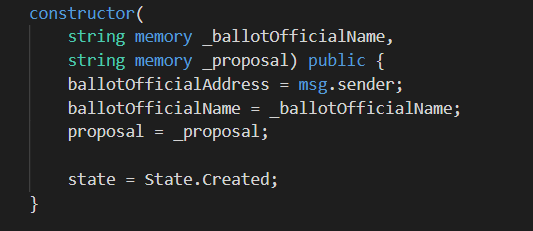 constructor(
    string memory _ballotOfficialName,
    string memory _proposal) public {
    ballotOfficialAddress = msg.sender;
    ballotOfficialName = _ballotOfficialName;
    proposal = _proposal;

    state = State.Created;
}